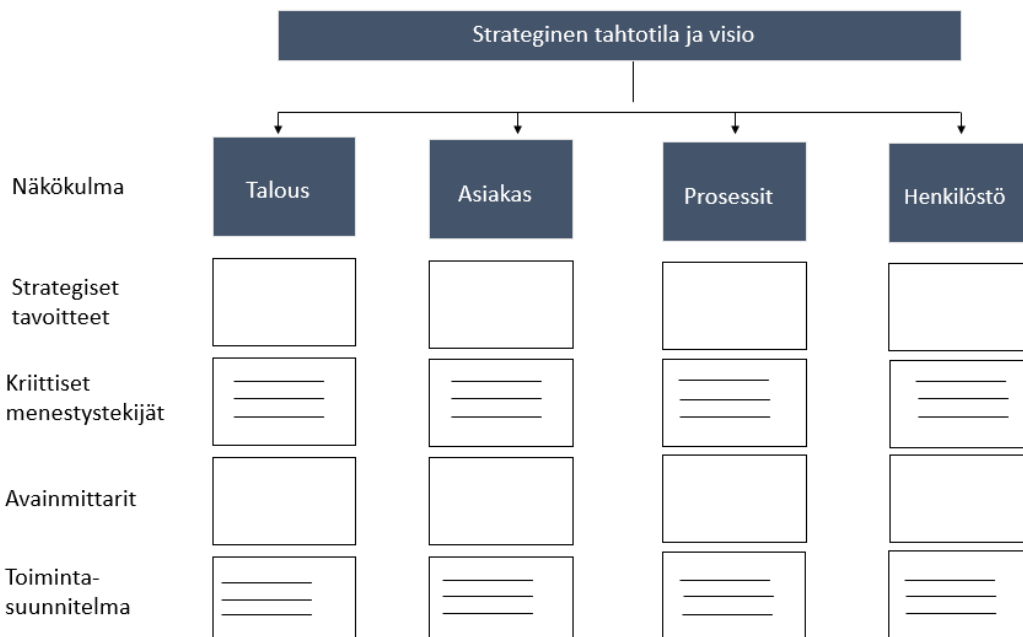 Strateginen tahtotila ja visio
Näkökulma
Talous
Asiakas
Prosessit
Henkilöstö
Strategiset
tavoitteet
Kriittiset
menestystekijät
Avainmittarit
Toiminta-
suunnitelma